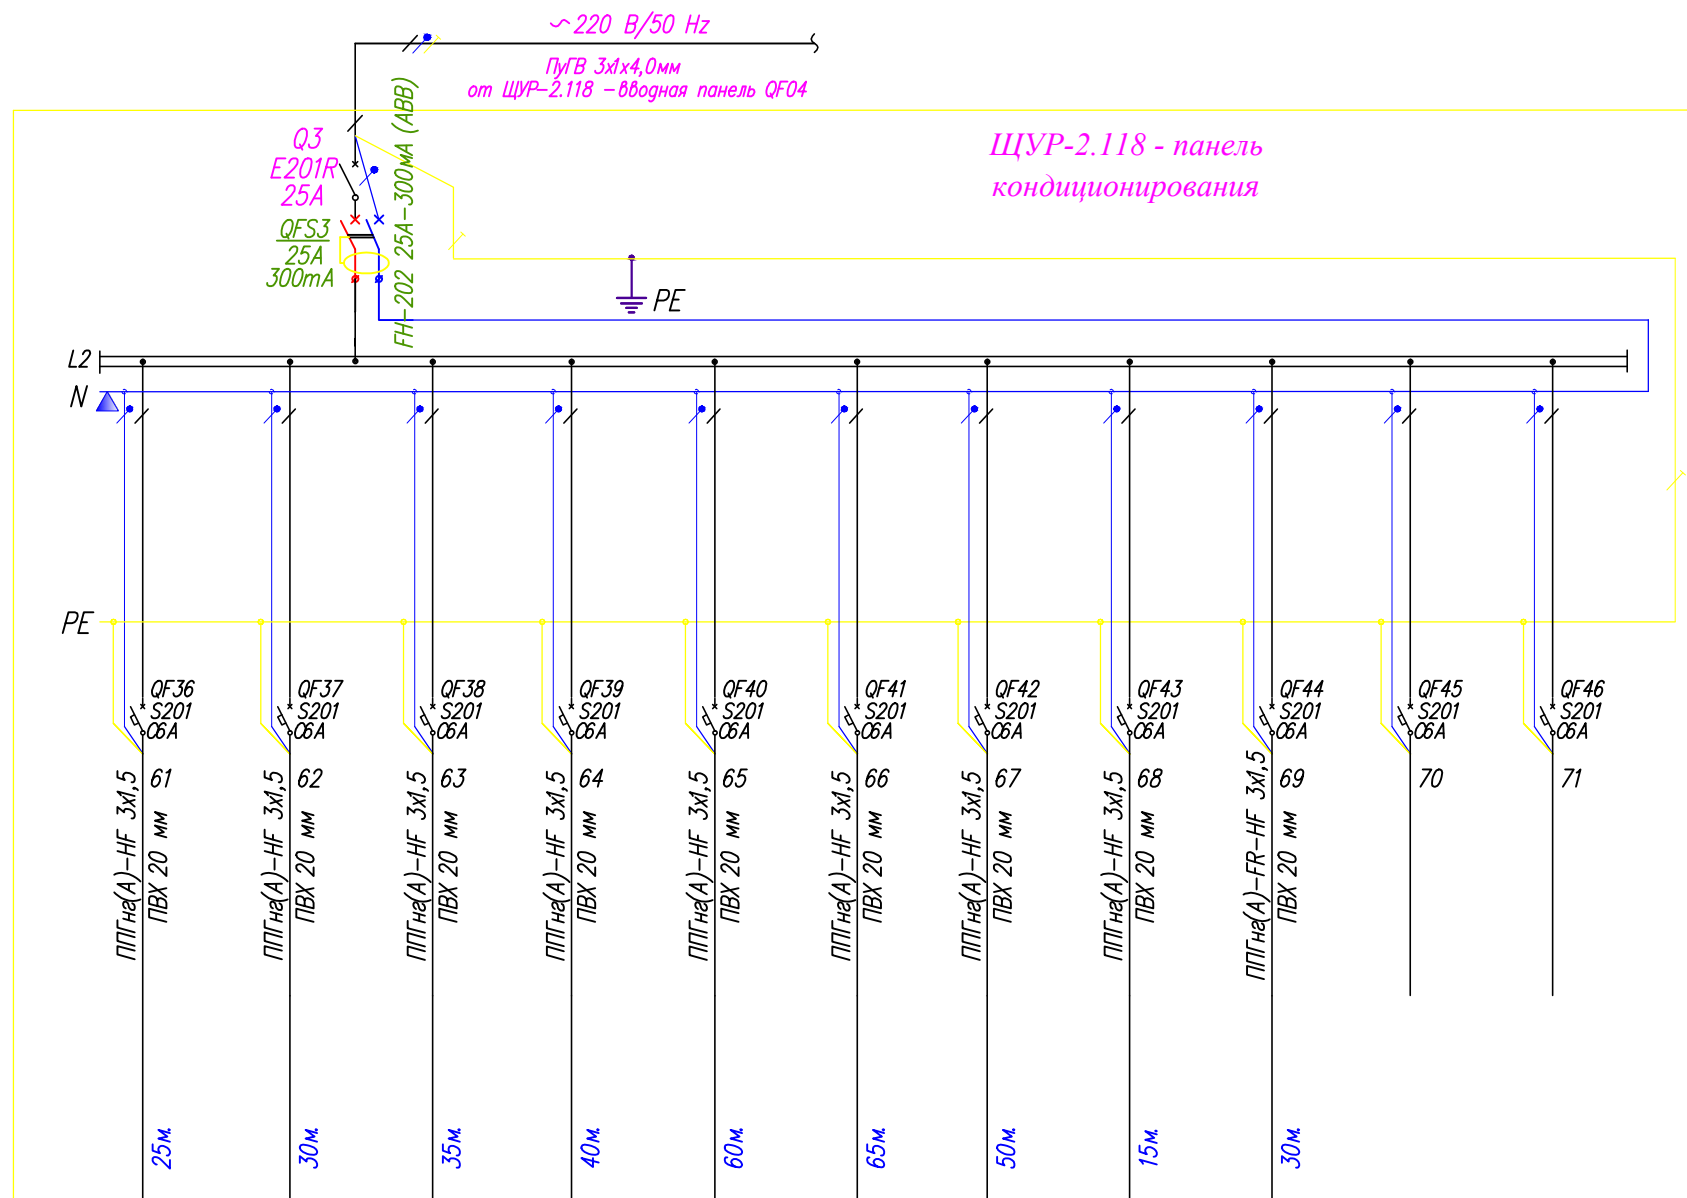 ~220 В/50 Hz
ПуГВ 3х1х4,0мм
от ЩУР-2.118 -вводная панель QF04
ЩУР-2.118 - панель
кондиционирования
Q3
E201R
25A
QFS3
25A
300mA
FH-202 25A-300мА (ABB)
PE
L2
N
PE
QF36
S201
C6A
QF37
S201
C6A
QF38
S201
C6A
QF39
S201
C6A
QF40
S201
C6A
QF41
S201
C6A
QF42
S201
C6A
QF43
S201
C6A
QF44
S201
C6A
QF45
S201
C6A
QF46
S201
C6A
61
ППГнг(А)-HF 3х1,5
ПВХ 20 мм
62
ППГнг(А)-HF 3х1,5
ПВХ 20 мм
63
ППГнг(А)-HF 3х1,5
ПВХ 20 мм
64
ППГнг(А)-HF 3х1,5
ПВХ 20 мм
65
ППГнг(А)-HF 3х1,5
ПВХ 20 мм
66
ППГнг(А)-HF 3х1,5
ПВХ 20 мм
67
ППГнг(А)-HF 3х1,5
ПВХ 20 мм
68
ППГнг(А)-HF 3х1,5
ПВХ 20 мм
69
ППГнг(А)-FR-HF 3х1,5
ПВХ 20 мм
70
71
25м.
30м.
35м.
40м.
60м.
65м.
50м.
15м.
30м.